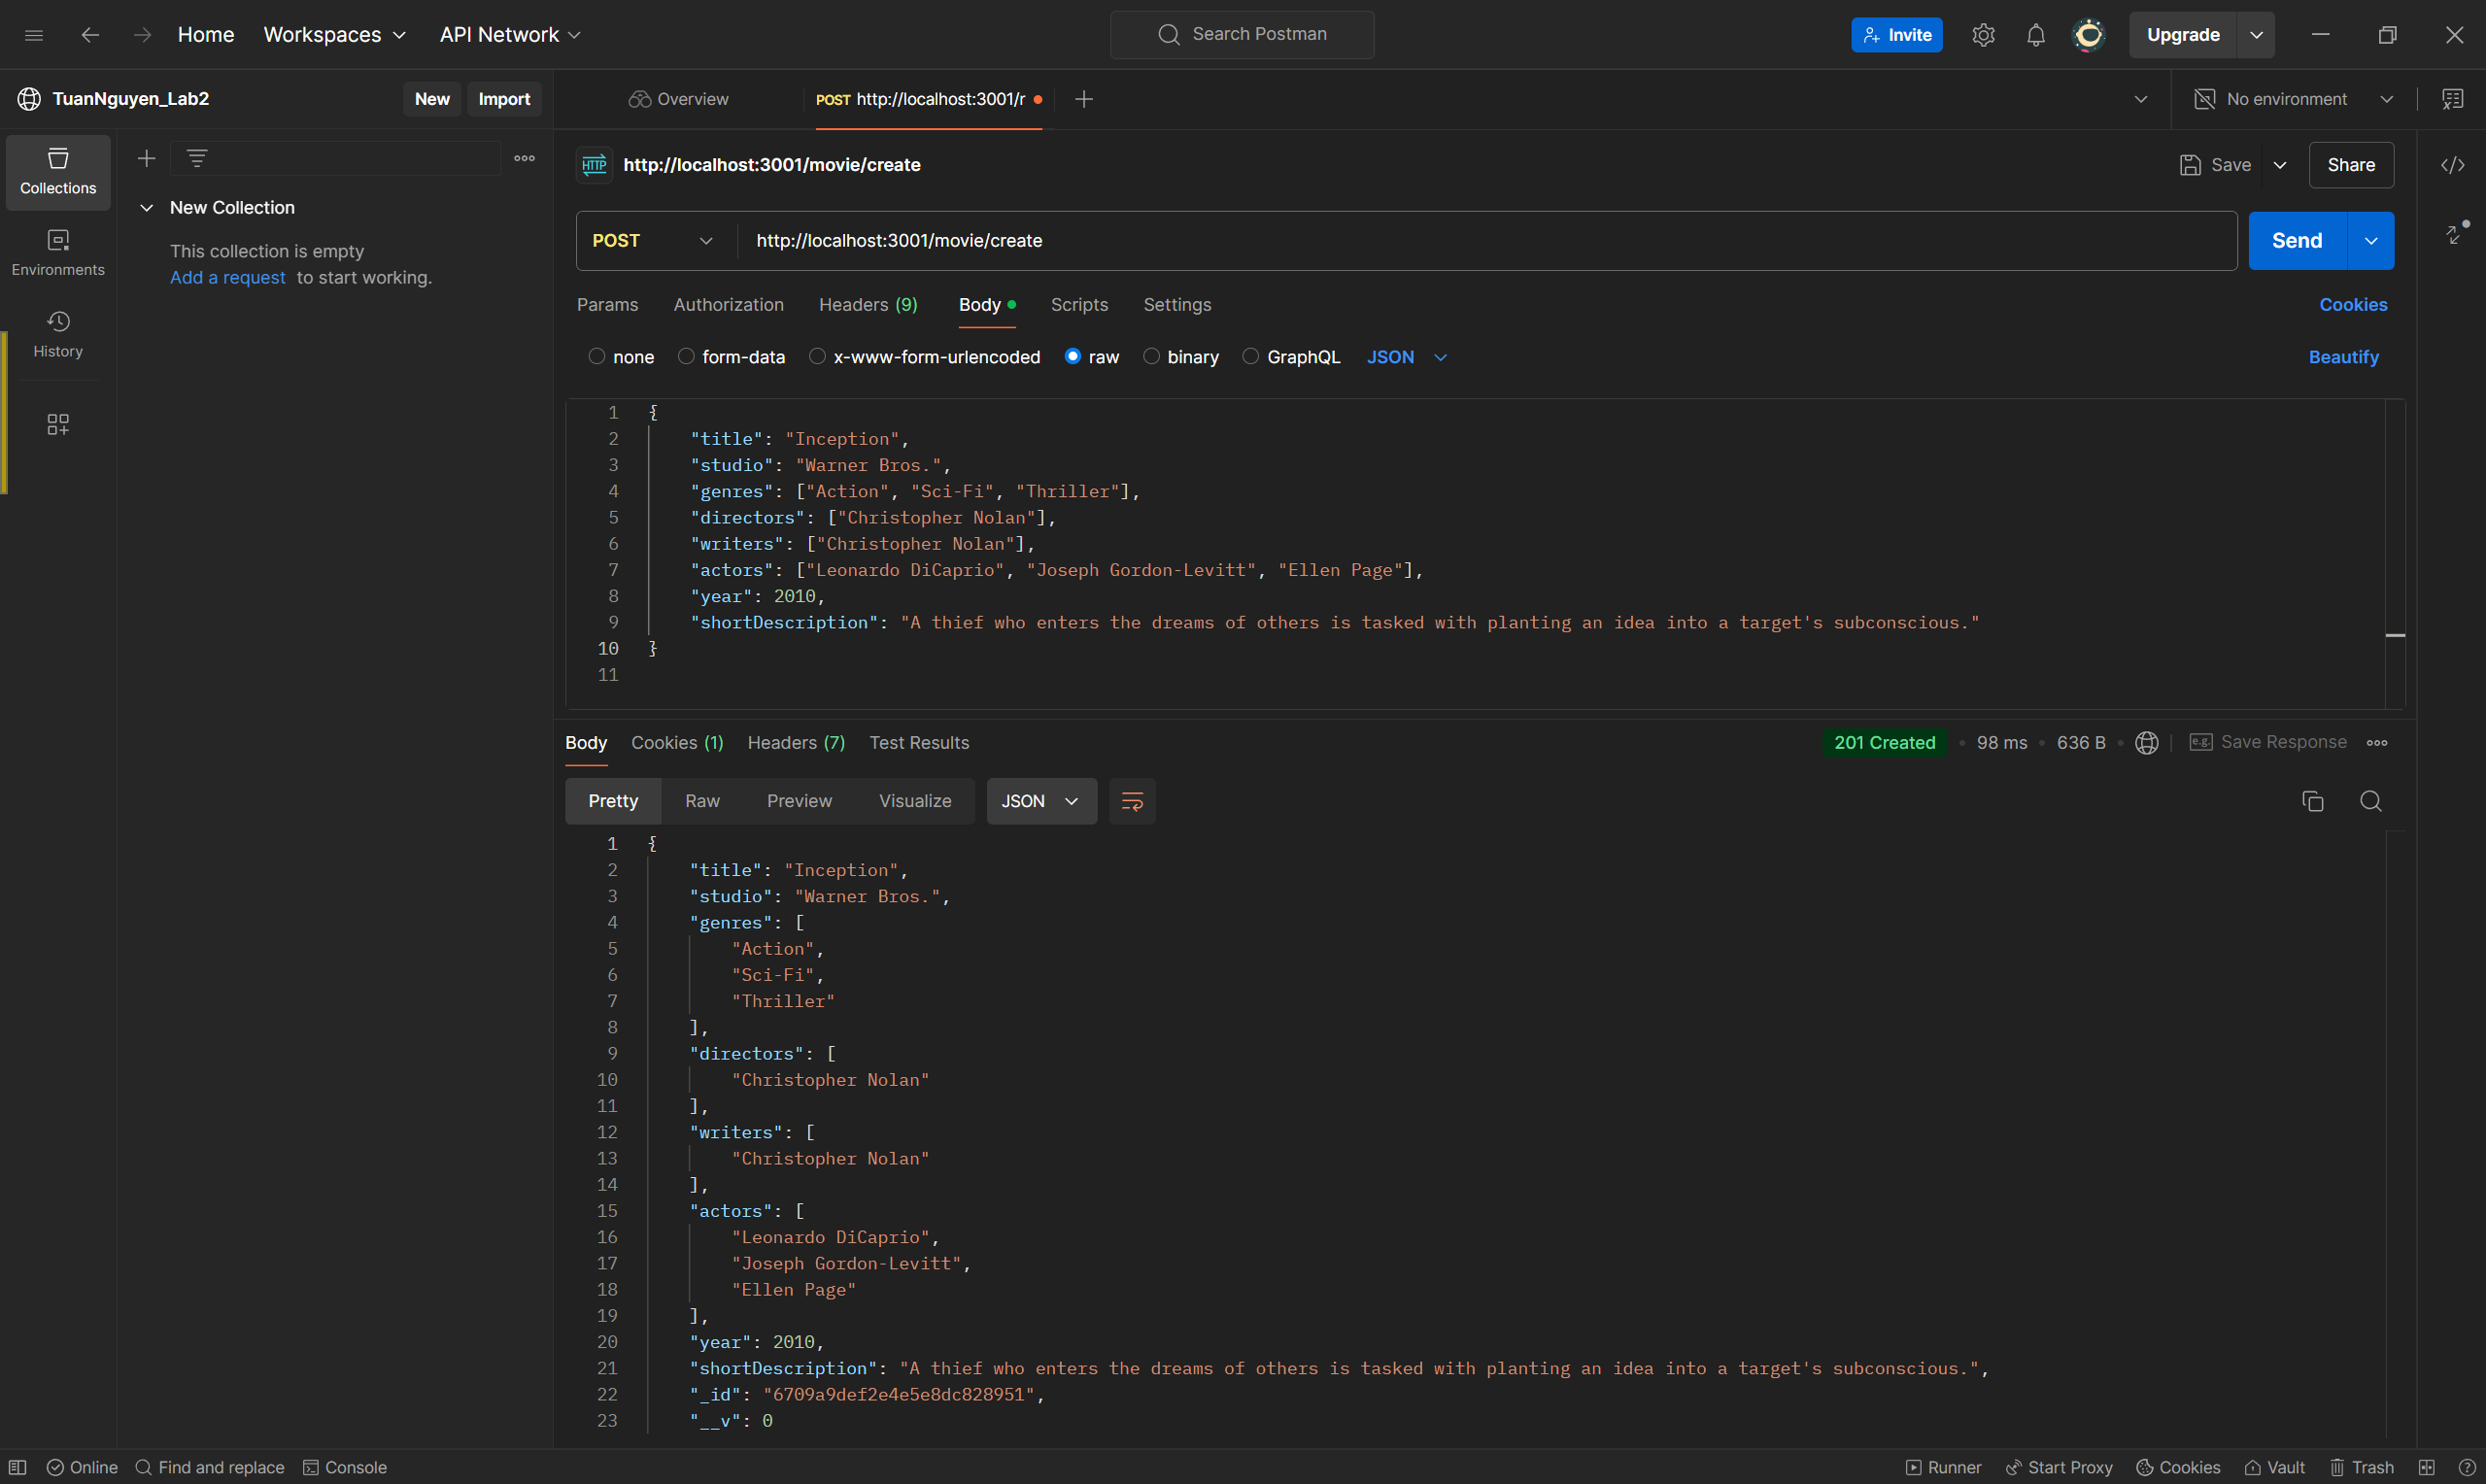 Home Workspaces API Network Search Postman Invite Upgrade
TuanNguyen_Lab2 New Import Overview POST http://localhost:3001/r No environment
Collections
Environments
History
New Collection
This collection is empty
Add a request to start working.
HTTP http://localhost:3001/movie/create Save Share
POST http://localhost:3001/movie/create Send
Params Authorization Headers (9) Body Scripts Settings Cookies
none form-data x-www-form-urlencoded raw binary GraphQL JSON Beautify
1 {
2 "title": "Inception",
3 "studio": "Warner Bros.",
4 "genres": ["Action", "Sci-Fi", "Thriller"],
5 "directors": ["Christopher Nolan"],
6 "writers": ["Christopher Nolan"],
7 "actors": ["Leonardo DiCaprio", "Joseph Gordon-Levitt", "Ellen Page"],
8 "year": 2010,
9 "shortDescription": "A thief who enters the dreams of others is tasked with planting an idea into a target's subconscious."
10 }
11
Body Cookies (1) Headers (7) Test Results 201 Created • 98 ms • 636 B • e.g. Save Response
Pretty Raw Preview Visualize JSON
1 {
2 "title": "Inception",
3 "studio": "Warner Bros.",
4 "genres": [
5 "Action",
6 "Sci-Fi",
7 "Thriller"
8 ],
9 "directors": [
10 "Christopher Nolan"
11 ],
12 "writers": [
13 "Christopher Nolan"
14 ],
15 "actors": [
16 "Leonardo DiCaprio",
17 "Joseph Gordon-Levitt",
18 "Ellen Page"
19 ],
20 "year": 2010,
21 "shortDescription": "A thief who enters the dreams of others is tasked with planting an idea into a target's subconscious.",
22 "_id": "6709a9def2e4e5e8dc828951",
23 "__v": 0
Online Find and replace Console Runner Start Proxy Cookies Vault Trash